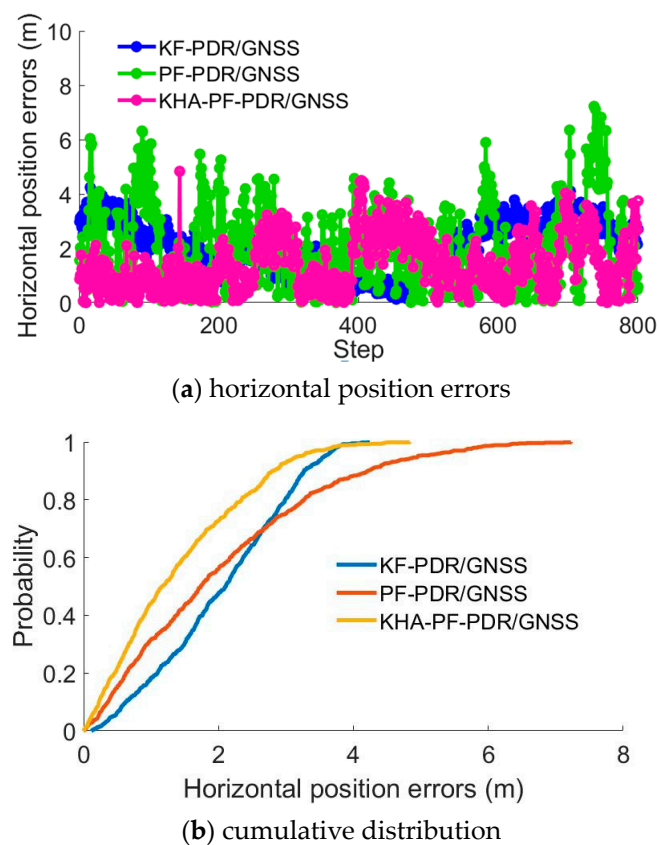 Horizontal position errors (m)
10
8
6
4
2
0
KF-PDR/GNSS
PF-PDR/GNSS
KHA-PF-PDR/GNSS
0 200 400 600 800
Step
(a) horizontal position errors
Probability
1
0.8
0.6
0.4
0.2
0
KF-PDR/GNSS
PF-PDR/GNSS
KHA-PF-PDR/GNSS
0 2 4 6 8
Horizontal position errors (m)
(b) cumulative distribution